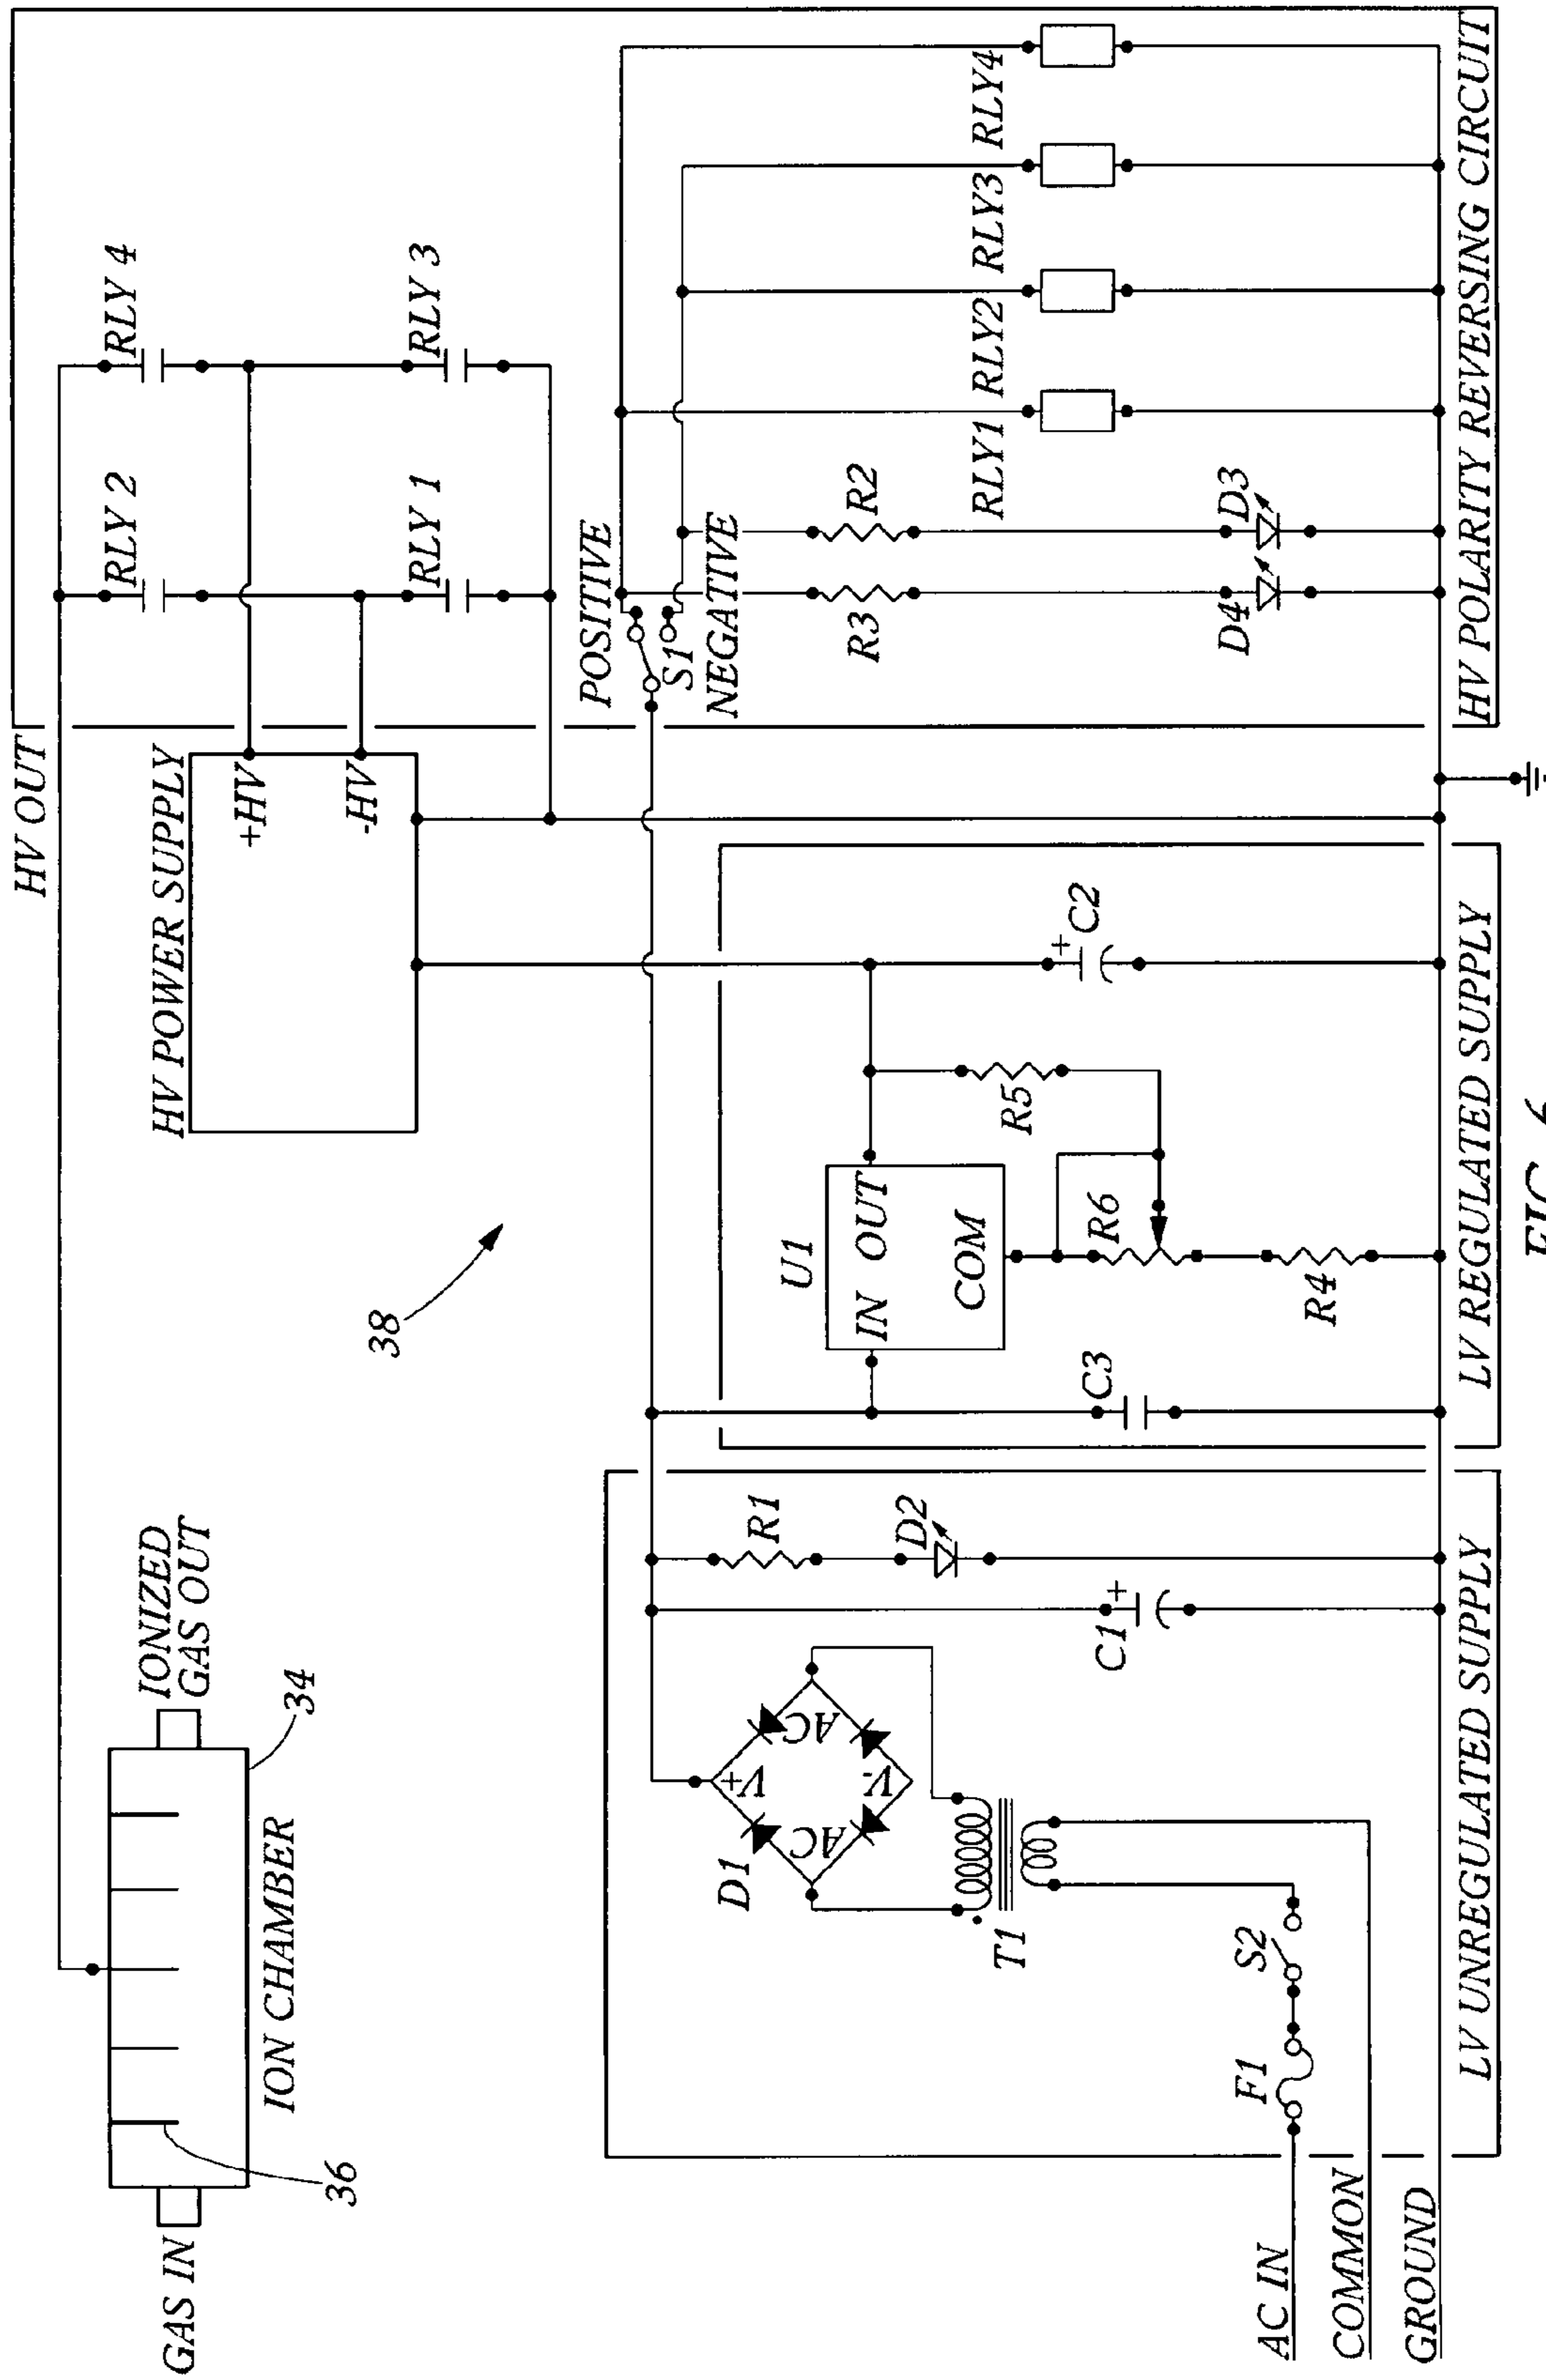 HV OUT
GAS IN
IONIZED
GAS OUT
36
34
ION CHAMBER
HV POWER SUPPLY
+HV
-HV
RLY 2
RLY 4
RLY 1
RLY 3
38
POSITIVE
S1
NEGATIVE
D1
V+
AC
AC
V-
T1
R1
D2
C1
+
AC IN
F1
S2
COMMON
GROUND
LV UNREGULATED SUPPLY
U1
IN
OUT
COM
C3
R5
R6
R4
+
C2
LV REGULATED SUPPLY
R3
R2
RLY1
RLY2
RLY3
RLY4
D4
D3
HV POLARITY REVERSING CIRCUIT